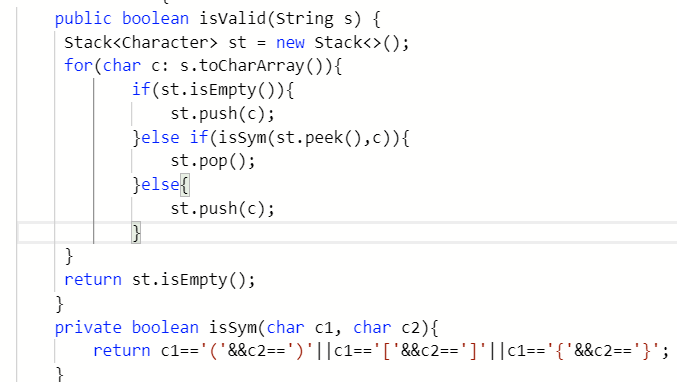 public boolean isValid(String s) {
Stack<Character> st = new Stack<>();
for(char c: s.toCharArray()){
if(st.isEmpty()){
st.push(c);
}else if(isSym(st.peek(),c)){
st.pop();
}else{
st.push(c);
}
}
return st.isEmpty();
}
private boolean isSym(char c1, char c2){
return c1=='('&&c2==')'||c1=='['&&c2==']'||c1=='{'&&c2=='}';
}